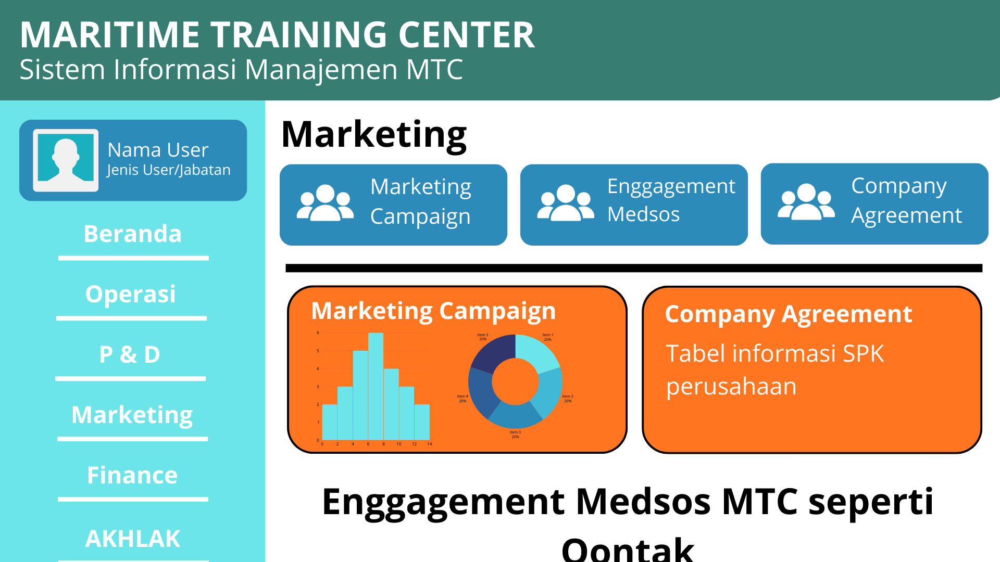 MARITIME TRAINING CENTER
Sistem Informasi Manajemen MTC
Nama User
Jenis User/Jabatan
Beranda
Operasi
P & D
Marketing
Finance
AKHLAK
Marketing
Marketing
Campaign
Enggagement
Medsos
Company
Agreement
Marketing Campaign
6
5
4
3
2
1
0
0 2 4 6 8 10 12 14
Item 5
20%
Item 1
20%
Item 4
20%
Item 2
20%
Item 3
20%
Company Agreement
Tabel informasi SPK
perusahaan
Enggagement Medsos MTC seperti
Qontak